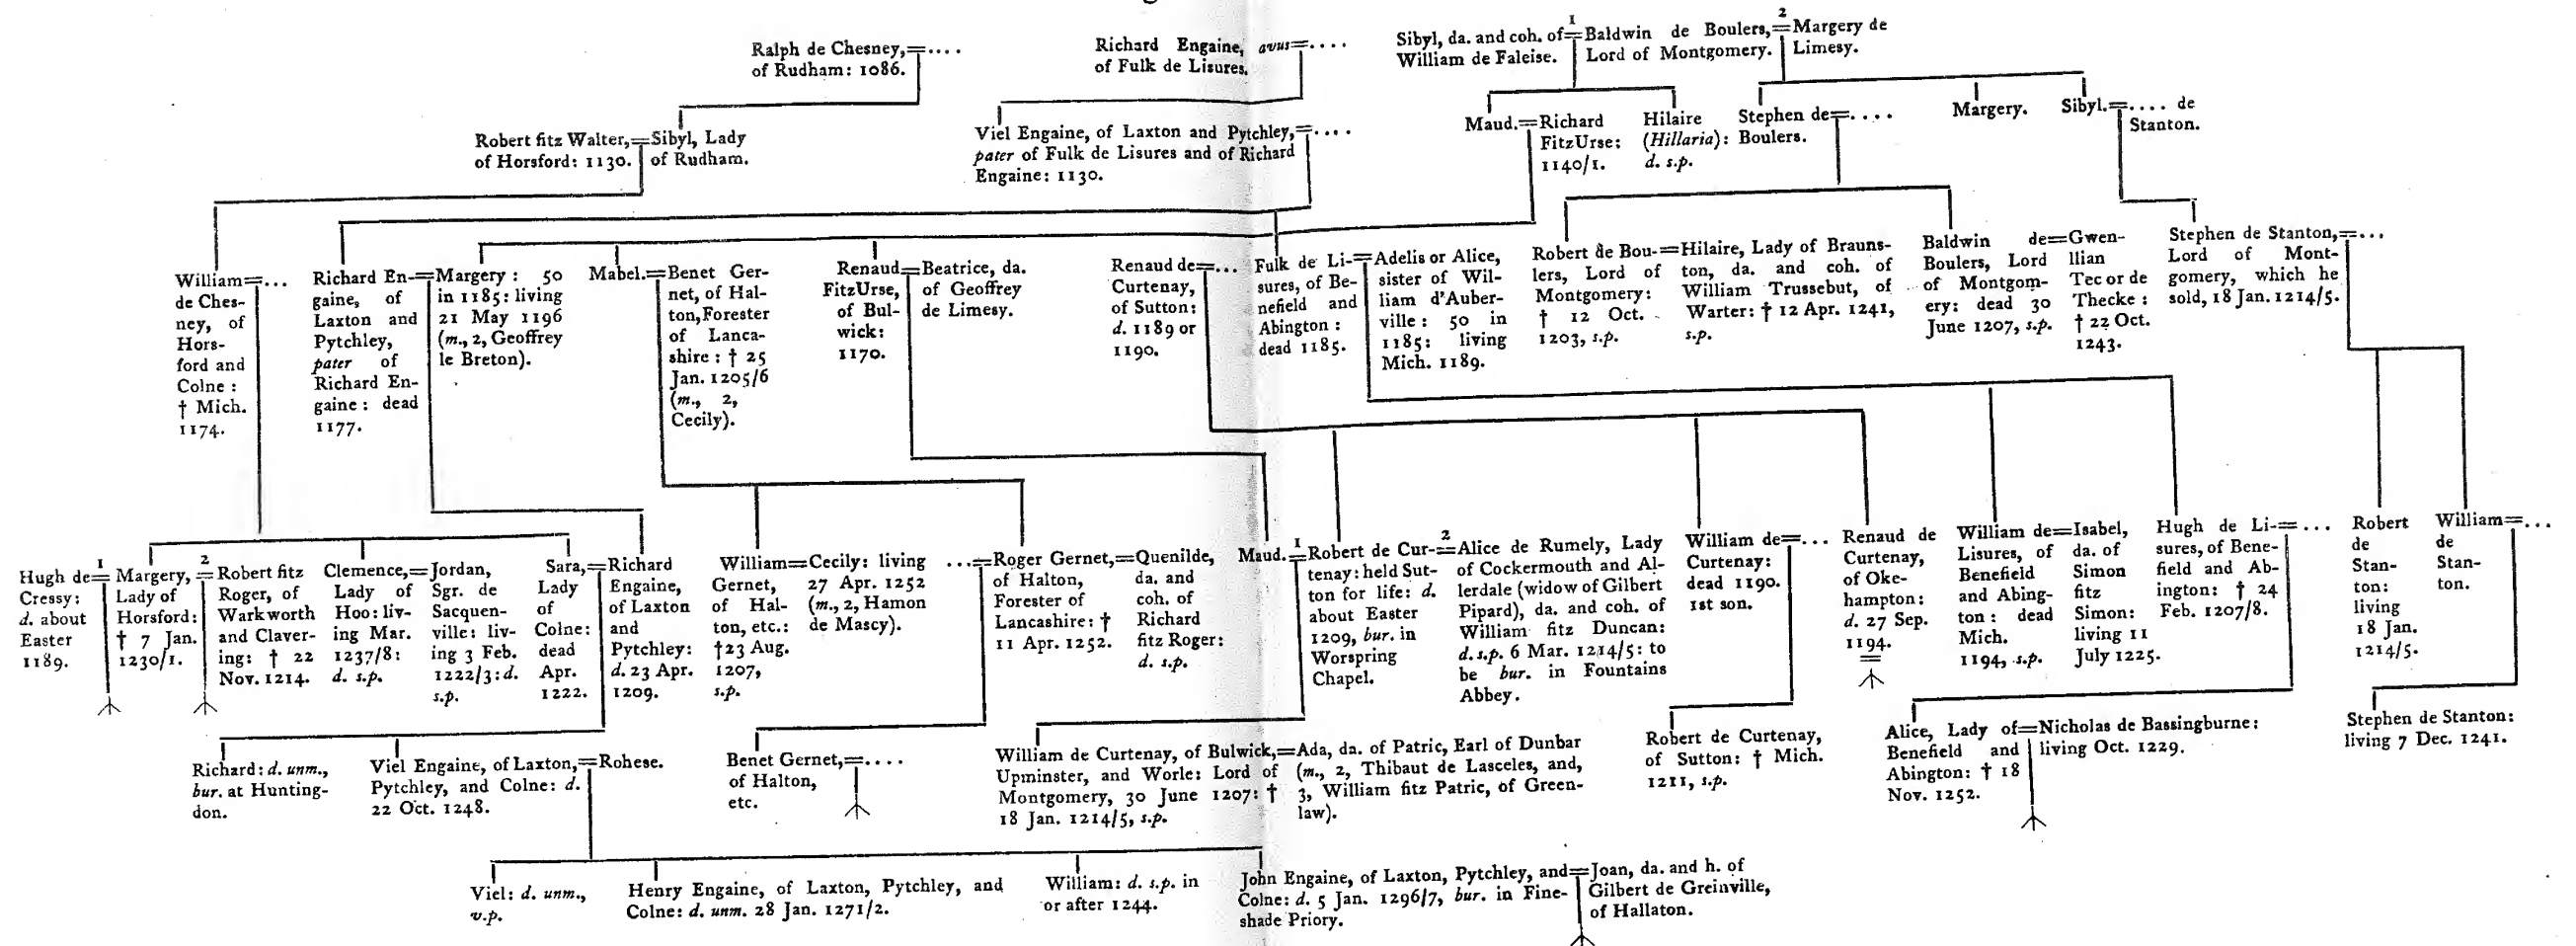 Ralph de Chesney,=....
of Rudham: 1086.
Richard Engaine, avus=....
of Fulk de Lisures.
1
2
Sibyl, da. and coh. of=Baldwin de Boulers,=Margery de
William de Faleise. Lord of Montgomery. Limesy.
Robert fitz Walter,=Sibyl, Lady
of Horsford: 1130. of Rudham.
Viel Engaine, of Laxton and Pytchley,=....
pater of Fulk de Lisures and of Richard
Engaine: 1130.
Maud.=Richard
FitzUrse:
1140/1.
Hilaire
(Hillaria):
d. s.p.
Stephen de=....
Boulers.
Margery.
Sibyl.=.... de
Stanton.
William=...
de Ches-
ney, of
Hors-
ford and
Colne :
† Mich.
1174.
Richard En-=Margery : 50
gaine, of
Laxton and
Pytchley,
pater of
Richard En-
gaine : dead
1177.
in 1185: living
21 May 1196
(m., 2, Geoffrey
le Breton).
Mabel.=Benet Ger-
net, of Hal-
ton, Forester
of Lanca-
shire : † 25
Jan. 1205/6
(m., 2,
Cecily).
Renaud=Beatrice, da.
FitzUrse,
of Bul-
wick:
1170.
of Geoffrey
de Limesy.
Renaud de=...
Curtenay,
of Sutton:
d. 1189 or
1190.
Fulk de Li-=Adelis or Alice,
sures, of Be-
nefield and
Abington :
dead 1185.
sister of Wil-
liam d'Auber-
ville : 50 in
1185: living
Mich. 1189.
Robert de Bou-=Hilaire, Lady of Brauns-
lers, Lord of
Montgomery:
† 12 Oct.
1203, s.p.
ton, da. and coh. of
William Trussebut, of
Warter: † 12 Apr. 1241,
s.p.
Baldwin de=Gwen-
Boulers, Lord
of Montgom-
ery: dead 30
June 1207, s.p.
llian
Tec or de
Thecke :
† 22 Oct.
1243.
Stephen de Stanton,=...
Lord of Mont-
gomery, which he
sold, 18 Jan. 1214/5.
1
2
Hugh de=Margery,=Robert fitz
Cressy:
d. about
Easter
1189.
Lady of
Horsford:
† 7 Jan.
1230/1.
Roger, of
Warkworth
and Claver-
ing: † 22
Nov. 1214.
Clemence,=Jordan,
Lady of
Hoo: liv-
ing Mar.
1237/8:
d. s.p.
Sgr. de
Sacquen-
ville: liv-
ing 3 Feb.
1222/3: d.
s.p.
Sara,=Richard
Lady
of
Colne:
dead
Apr.
1222.
Engaine,
of Laxton
and
Pytchley:
d. 23 Apr.
1209.
William=Cecily: living
Gernet,
of Hal-
ton, etc.:
† 23 Aug.
1207,
s.p.
27 Apr. 1252
(m., 2, Hamon
de Mascy).
...=Roger Gernet,=Quenilde,
of Halton,
Forester of
Lancashire: †
11 Apr. 1252.
da. and
coh. of
Richard
fitz Roger:
d. s.p.
1
2
Maud.=Robert de Cur-=Alice de Rumely, Lady
tenay: held Sut-
ton for life: d.
about Easter
1209, bur. in
Worspring
Chapel.
of Cockermouth and Al-
lerdale (widow of Gilbert
Pipard), da. and coh. of
William fitz Duncan:
d. s.p. 6 Mar. 1214/5: to
be bur. in Fountains
Abbey.
William de=...
Curtenay:
dead 1190.
1st son.
Renaud de
Curtenay,
of Oke-
hampton:
d. 27 Sep.
1194.
William de=Isabel,
Lisures, of
Benefield
and Abing-
ton : dead
Mich.
1194, s.p.
da. of
Simon
fitz
Simon:
living 11
July 1225.
Hugh de Li-=...
sures, of Bene-
field and Ab-
ington: † 24
Feb. 1207/8.
Robert
de
Stan-
ton:
living
18 Jan.
1214/5.
William=...
de
Stan-
ton.
Richard: d. unm.,
bur. at Hunting-
don.
Viel Engaine, of Laxton,=Rohese.
Pytchley, and Colne: d.
22 Oct. 1248.
Benet Gernet,=....
of Halton,
etc.
William de Curtenay, of Bulwick,=Ada, da. of Patric, Earl of Dunbar
Upminster, and Worle: Lord of
Montgomery, 30 June 1207: †
18 Jan. 1214/5, s.p.
(m., 2, Thibaut de Lasceles, and,
3, William fitz Patric, of Green-
law).
Robert de Curtenay,
of Sutton: † Mich.
1211, s.p.
Alice, Lady of=Nicholas de Bassingburne:
Benefield and
Abington: † 18
Nov. 1252.
living Oct. 1229.
Stephen de Stanton:
living 7 Dec. 1241.
Viel: d. unm.,
v.p.
Henry Engaine, of Laxton, Pytchley, and
Colne: d. unm. 28 Jan. 1271/2.
William: d. s.p. in
or after 1244.
John Engaine, of Laxton, Pytchley, and=Joan, da. and h. of
Colne: d. 5 Jan. 1296/7, bur. in Fine-
shade Priory.
Gilbert de Greinville,
of Hallaton.